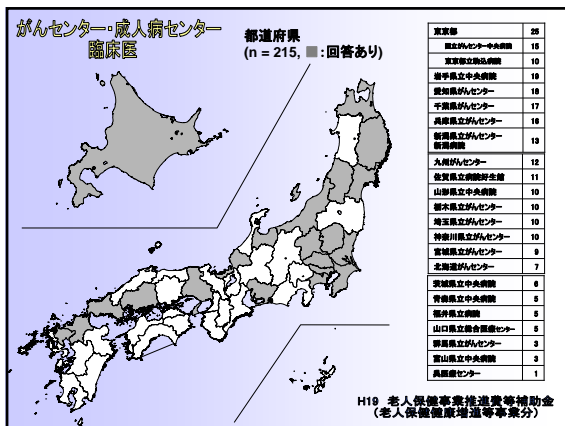 がんセンター・成人病センター
臨床医
都道府県
(n = 215, ■:回答あり)
東京都 25
国立がんセンター中央病院 15
東京都立駒込病院 10
岩手県立中央病院 18
愛知県がんセンター 18
千葉県がんセンター 17
兵庫県立がんセンター 16
新潟県立がんセンター
新潟病院 13
九州がんセンター 12
佐賀県立病院好生館 11
山形県立中央病院 10
栃木県立がんセンター 10
埼玉県立がんセンター 10
神奈川県立がんセンター 10
宮城県立がんセンター 9
北海道がんセンター 7
茨城県立中央病院 6
青森県立中央病院 5
福井県立病院 5
山口県立総合医療センター 5
群馬県立がんセンター 3
富山県立中央病院 3
呉医療センター 1
H19 老人保健事業推進費等補助金
(老人保健健康増進等事業分)